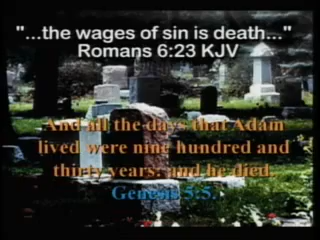 "...the wages of sin is death..."
Romans 6:23 KJV
And all the days that Adam
lived were nine hundred and
thirty years: and he died.
Genesis 5:5.